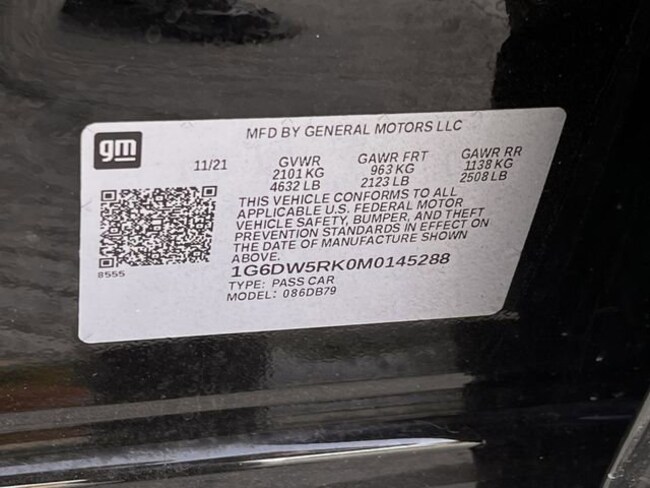 gm
MFD BY GENERAL MOTORS LLC
11/21
GVWR GAWR FRT GAWR RR
2101 KG 963 KG 1138 KG
4632 LB 2123 LB 2508 LB
THIS VEHICLE CONFORMS TO ALL
APPLICABLE U.S. FEDERAL MOTOR
VEHICLE SAFETY, BUMPER, AND THEFT
PREVENTION STANDARDS IN EFFECT ON
THE DATE OF MANUFACTURE SHOWN
ABOVE.
8555
1G6DW5RK0M0145288
TYPE: PASS CAR
MODEL: 086DB79